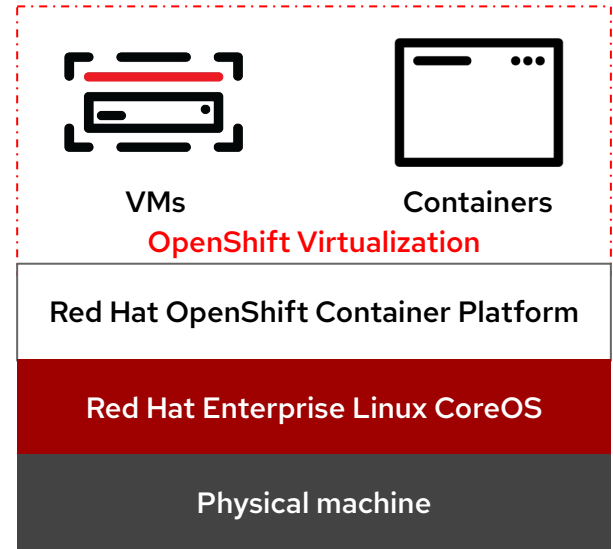 VMs
Containers
OpenShift Virtualization
Red Hat OpenShift Container Platform
Red Hat Enterprise Linux CoreOS
Physical machine